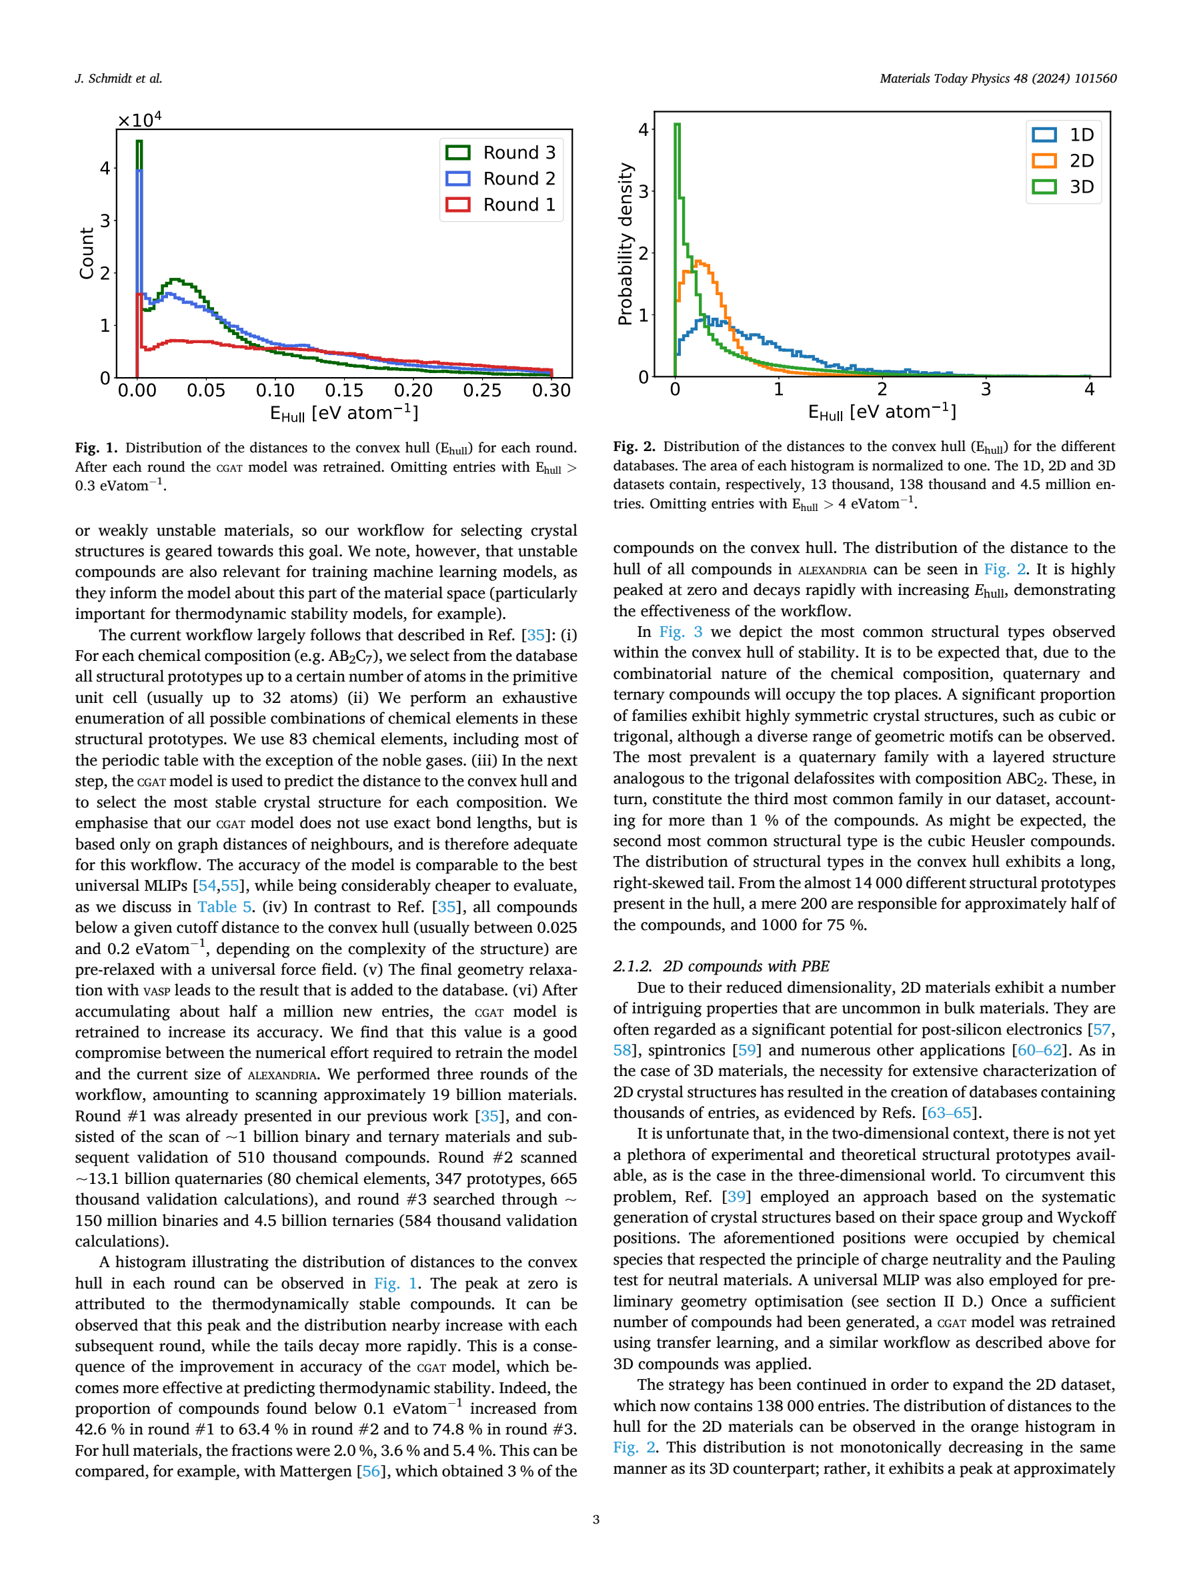 J. Schmidt et al.
Materials Today Physics 48 (2024) 101560
×10⁴
Round 3
Round 2
Round 1
4
3
2
1
0
Count
0.00 0.05 0.10 0.15 0.20 0.25 0.30
E_Hull [eV atom⁻¹]
Fig. 1. Distribution of the distances to the convex hull (E_hull) for each round.
After each round the CGAT model was retrained. Omitting entries with E_hull >
0.3 eVatom⁻¹.
1D
2D
3D
4
3
2
1
0
Probability density
0 1 2 3 4
E_Hull [eV atom⁻¹]
Fig. 2. Distribution of the distances to the convex hull (E_hull) for the different
databases. The area of each histogram is normalized to one. The 1D, 2D and 3D
datasets contain, respectively, 13 thousand, 138 thousand and 4.5 million en-
tries. Omitting entries with E_hull > 4 eVatom⁻¹.
or weakly unstable materials, so our workflow for selecting crystal
structures is geared towards this goal. We note, however, that unstable
compounds are also relevant for training machine learning models, as
they inform the model about this part of the material space (particularly
important for thermodynamic stability models, for example).
The current workflow largely follows that described in Ref. [35]: (i)
For each chemical composition (e.g. AB₂C₇), we select from the database
all structural prototypes up to a certain number of atoms in the primitive
unit cell (usually up to 32 atoms) (ii) We perform an exhaustive
enumeration of all possible combinations of chemical elements in these
structural prototypes. We use 83 chemical elements, including most of
the periodic table with the exception of the noble gases. (iii) In the next
step, the CGAT model is used to predict the distance to the convex hull and
to select the most stable crystal structure for each composition. We
emphasise that our CGAT model does not use exact bond lengths, but is
based only on graph distances of neighbours, and is therefore adequate
for this workflow. The accuracy of the model is comparable to the best
universal MLIPs [54,55], while being considerably cheaper to evaluate,
as we discuss in Table 5. (iv) In contrast to Ref. [35], all compounds
below a given cutoff distance to the convex hull (usually between 0.025
and 0.2 eVatom⁻¹, depending on the complexity of the structure) are
pre-relaxed with a universal force field. (v) The final geometry relaxa-
tion with VASP leads to the result that is added to the database. (vi) After
accumulating about half a million new entries, the CGAT model is
retrained to increase its accuracy. We find that this value is a good
compromise between the numerical effort required to retrain the model
and the current size of ALEXANDRIA. We performed three rounds of the
workflow, amounting to scanning approximately 19 billion materials.
Round #1 was already presented in our previous work [35], and con-
sisted of the scan of ~1 billion binary and ternary materials and sub-
sequent validation of 510 thousand compounds. Round #2 scanned
~13.1 billion quaternaries (80 chemical elements, 347 prototypes, 665
thousand validation calculations), and round #3 searched through ~
150 million binaries and 4.5 billion ternaries (584 thousand validation
calculations).
A histogram illustrating the distribution of distances to the convex
hull in each round can be observed in Fig. 1. The peak at zero is
attributed to the thermodynamically stable compounds. It can be
observed that this peak and the distribution nearby increase with each
subsequent round, while the tails decay more rapidly. This is a conse-
quence of the improvement in accuracy of the CGAT model, which be-
comes more effective at predicting thermodynamic stability. Indeed, the
proportion of compounds found below 0.1 eVatom⁻¹ increased from
42.6 % in round #1 to 63.4 % in round #2 and to 74.8 % in round #3.
For hull materials, the fractions were 2.0 %, 3.6 % and 5.4 %. This can be
compared, for example, with Mattergen [56], which obtained 3 % of the
compounds on the convex hull. The distribution of the distance to the
hull of all compounds in ALEXANDRIA can be seen in Fig. 2. It is highly
peaked at zero and decays rapidly with increasing E_hull, demonstrating
the effectiveness of the workflow.
In Fig. 3 we depict the most common structural types observed
within the convex hull of stability. It is to be expected that, due to the
combinatorial nature of the chemical composition, quaternary and
ternary compounds will occupy the top places. A significant proportion
of families exhibit highly symmetric crystal structures, such as cubic or
trigonal, although a diverse range of geometric motifs can be observed.
The most prevalent is a quaternary family with a layered structure
analogous to the trigonal delafossites with composition ABC₂. These, in
turn, constitute the third most common family in our dataset, account-
ing for more than 1 % of the compounds. As might be expected, the
second most common structural type is the cubic Heusler compounds.
The distribution of structural types in the convex hull exhibits a long,
right-skewed tail. From the almost 14 000 different structural prototypes
present in the hull, a mere 200 are responsible for approximately half of
the compounds, and 1000 for 75 %.
2.1.2. 2D compounds with PBE
Due to their reduced dimensionality, 2D materials exhibit a number
of intriguing properties that are uncommon in bulk materials. They are
often regarded as a significant potential for post-silicon electronics [57,
58], spintronics [59] and numerous other applications [60–62]. As in
the case of 3D materials, the necessity for extensive characterization of
2D crystal structures has resulted in the creation of databases containing
thousands of entries, as evidenced by Refs. [63–65].
It is unfortunate that, in the two-dimensional context, there is not yet
a plethora of experimental and theoretical structural prototypes avail-
able, as is the case in the three-dimensional world. To circumvent this
problem, Ref. [39] employed an approach based on the systematic
generation of crystal structures based on their space group and Wyckoff
positions. The aforementioned positions were occupied by chemical
species that respected the principle of charge neutrality and the Pauling
test for neutral materials. A universal MLIP was also employed for pre-
liminary geometry optimisation (see section II D.) Once a sufficient
number of compounds had been generated, a CGAT model was retrained
using transfer learning, and a similar workflow as described above for
3D compounds was applied.
The strategy has been continued in order to expand the 2D dataset,
which now contains 138 000 entries. The distribution of distances to the
hull for the 2D materials can be observed in the orange histogram in
Fig. 2. This distribution is not monotonically decreasing in the same
manner as its 3D counterpart; rather, it exhibits a peak at approximately
3